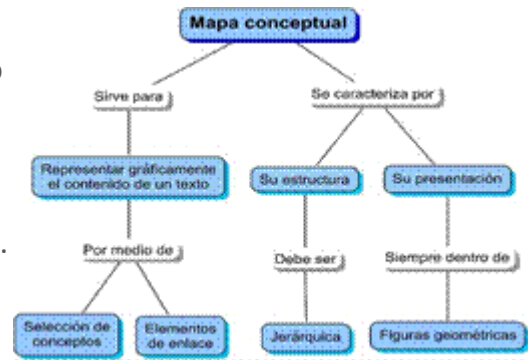 Mapa conceptual
Sirve para
Se caracteriza por
Representar gráficamente
el contenido de un texto
Su estructura
Su presentación
Por medio de
Debe ser
Siempre dentro de
Selección de
conceptos
Elementos
de enlace
Jerárquica
Figuras geométricas